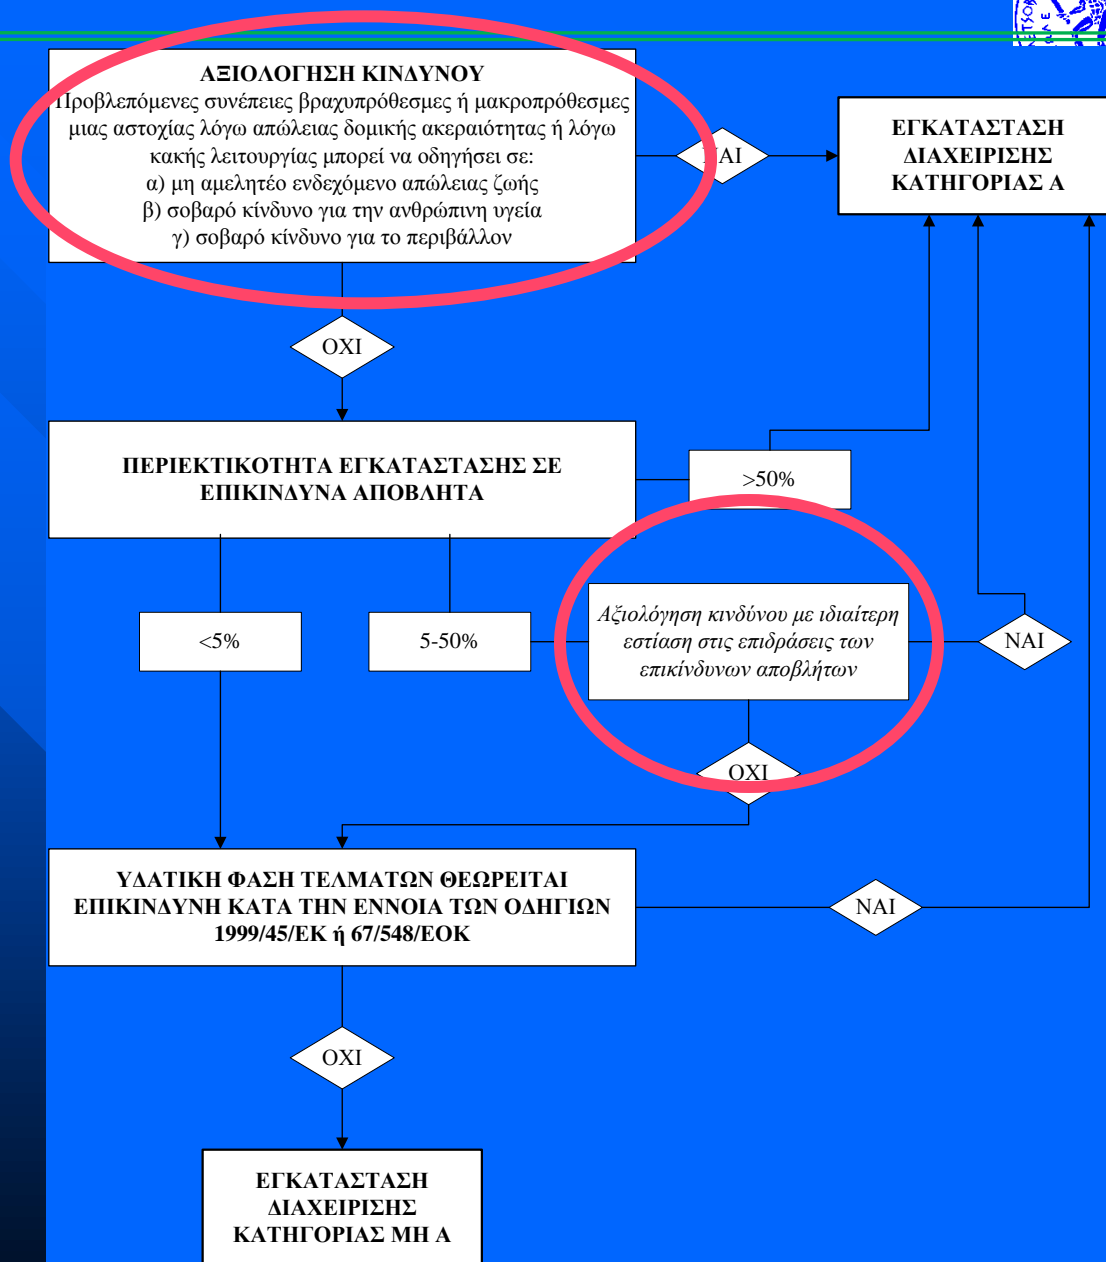 ΑΞΙΟΛΟΓΗΣΗ ΚΙΝΔΥΝΟΥ
Προβλεπόμενες συνέπειες βραχυπρόθεσμες ή μακροπρόθεσμες
μιας αστοχίας λόγω απώλειας δομικής ακεραιότητας ή λόγω
κακής λειτουργίας μπορεί να οδηγήσει σε:
α) μη αμελητέο ενδεχόμενο απώλειας ζωής
β) σοβαρό κίνδυνο για την ανθρώπινη υγεία
γ) σοβαρό κίνδυνο για το περιβάλλον
ΝΑΙ
ΕΓΚΑΤΑΣΤΑΣΗ
ΔΙΑΧΕΙΡΙΣΗΣ
ΚΑΤΗΓΟΡΙΑΣ Α
ΟΧΙ
ΠΕΡΙΕΚΤΙΚΟΤΗΤΑ ΕΓΚΑΤΑΣΤΑΣΗΣ ΣΕ
ΕΠΙΚΙΝΔΥΝΑ ΑΠΟΒΛΗΤΑ
>50%
<5%
5-50%
Αξιολόγηση κινδύνου με ιδιαίτερη
εστίαση στις επιδράσεις των
επικίνδυνων αποβλήτων
ΝΑΙ
ΟΧΙ
ΥΔΑΤΙΚΗ ΦΑΣΗ ΤΕΛΜΑΤΩΝ ΘΕΩΡΕΙΤΑΙ
ΕΠΙΚΙΝΔΥΝΗ ΚΑΤΑ ΤΗΝ ΕΝΝΟΙΑ ΤΩΝ ΟΔΗΓΙΩΝ
1999/45/ΕΚ ή 67/548/ΕΟΚ
ΝΑΙ
ΟΧΙ
ΕΓΚΑΤΑΣΤΑΣΗ
ΔΙΑΧΕΙΡΙΣΗΣ
ΚΑΤΗΓΟΡΙΑΣ ΜΗ Α